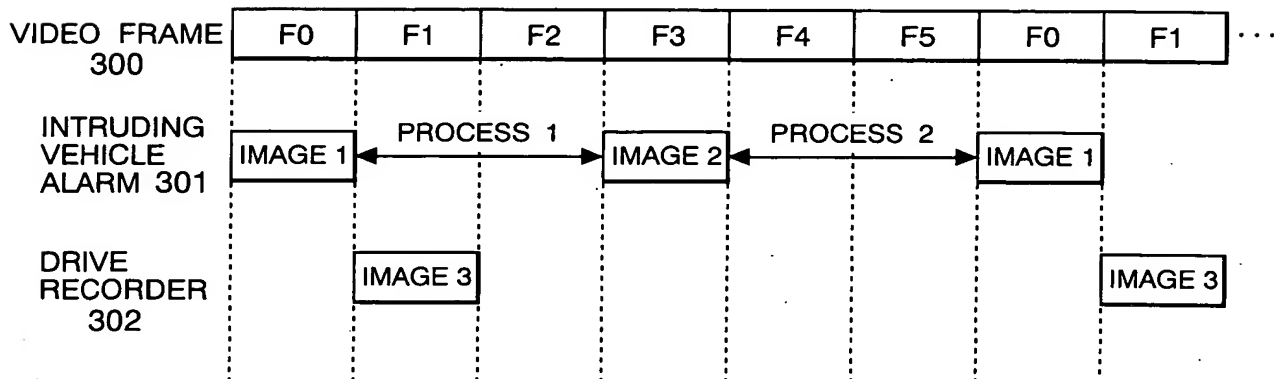 VIDEO FRAME
300
F0 F1 F2 F3 F4 F5 F0 F1 ...
INTRUDING
VEHICLE
ALARM 301
IMAGE 1 PROCESS 1 IMAGE 2 PROCESS 2 IMAGE 1
DRIVE
RECORDER
302
IMAGE 3 IMAGE 3